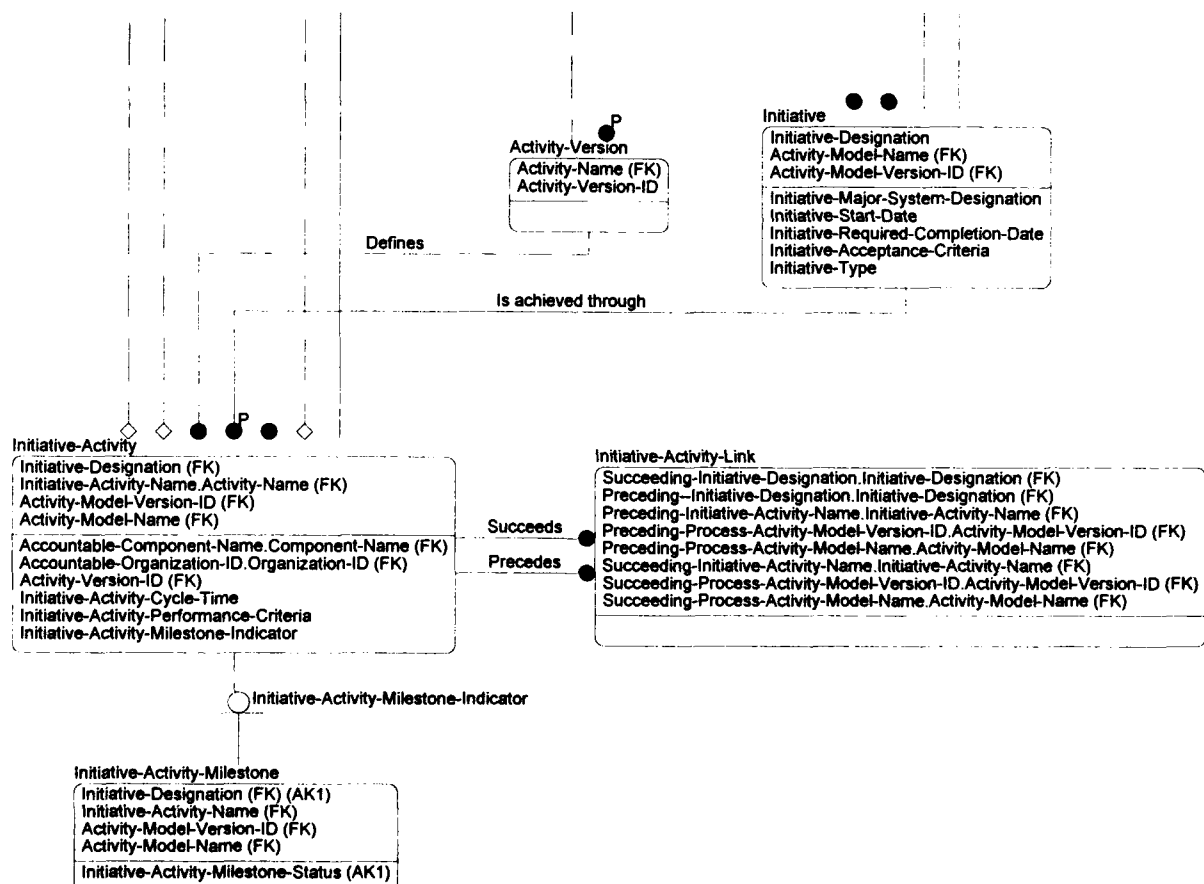 P
Activity-Version
Activity-Name (FK)
Activity-Version-ID
Initiative
Initiative-Designation
Activity-Model-Name (FK)
Activity-Model-Version-ID (FK)
Initiative-Major-System-Designation
Initiative-Start-Date
Initiative-Required-Completion-Date
Initiative-Acceptance-Criteria
Initiative-Type
Defines
Is achieved through
P
Initiative-Activity
Initiative-Designation (FK)
Initiative-Activity-Name.Activity-Name (FK)
Activity-Model-Version-ID (FK)
Activity-Model-Name (FK)
Accountable-Component-Name.Component-Name (FK)
Accountable-Organization-ID.Organization-ID (FK)
Activity-Version-ID (FK)
Initiative-Activity-Cycle-Time
Initiative-Activity-Performance-Criteria
Initiative-Activity-Milestone-Indicator
Succeeds
Precedes
Initiative-Activity-Link
Succeeding-Initiative-Designation.Initiative-Designation (FK)
Preceding--Initiative-Designation.Initiative-Designation (FK)
Preceding-Initiative-Activity-Name.Initiative-Activity-Name (FK)
Preceding-Process-Activity-Model-Version-ID.Activity-Model-Version-ID (FK)
Preceding-Process-Activity-Model-Name.Activity-Model-Name (FK)
Succeeding-Initiative-Activity-Name.Initiative-Activity-Name (FK)
Succeeding-Process-Activity-Model-Version-ID.Activity-Model-Version-ID (FK)
Succeeding-Process-Activity-Model-Name.Activity-Model-Name (FK)
Initiative-Activity-Milestone-Indicator
Initiative-Activity-Milestone
Initiative-Designation (FK) (AK1)
Initiative-Activity-Name (FK)
Activity-Model-Version-ID (FK)
Activity-Model-Name (FK)
Initiative-Activity-Milestone-Status (AK1)